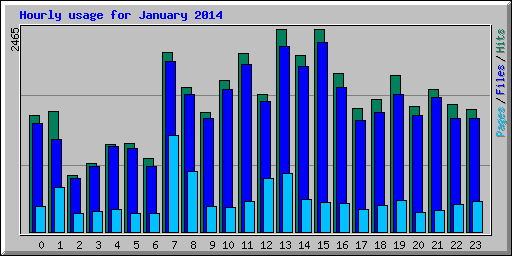 Hourly usage for January 2014
2465
Pages/Files/Hits
0 1 2 3 4 5 6 7 8 9 10 11 12 13 14 15 16 17 18 19 20 21 22 23